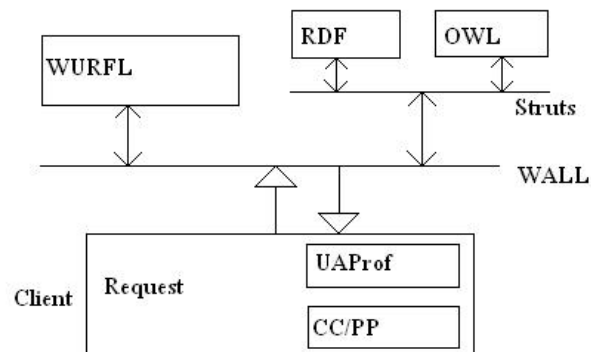 RDF
OWL
WURFL
Struts
WALL
UAProf
Client
Request
CC/PP